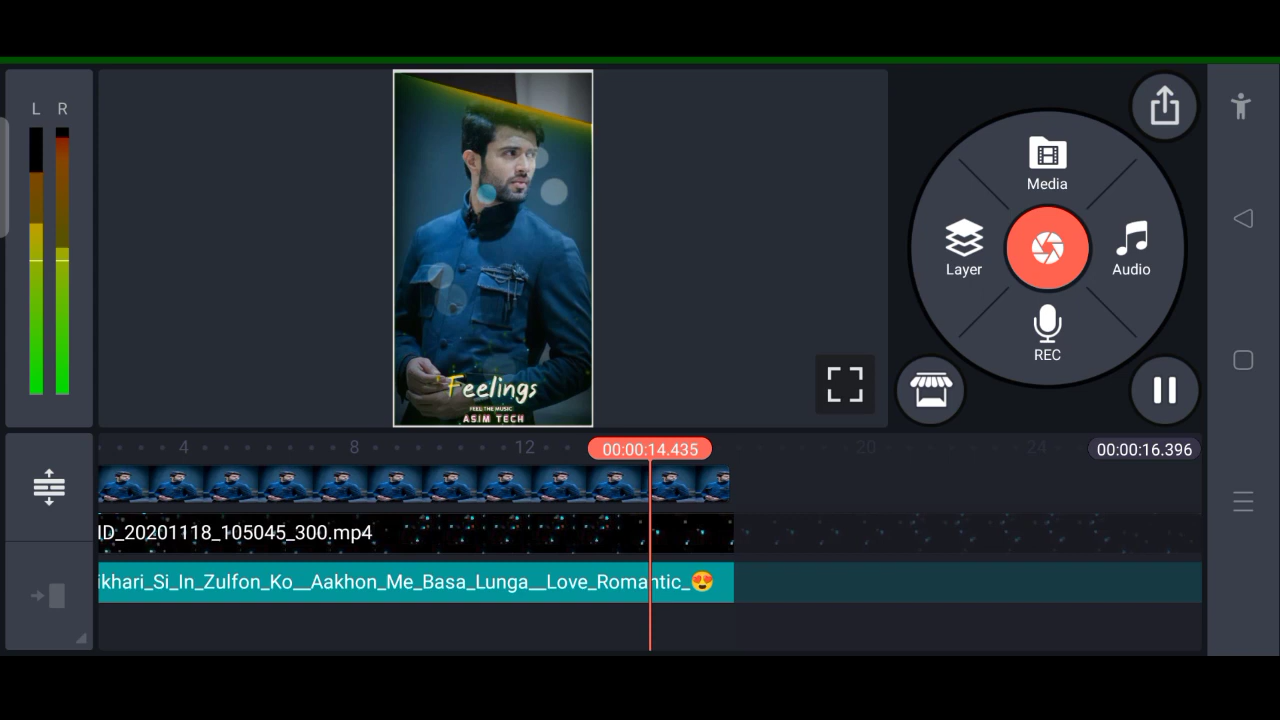 L R
Media
Layer
Audio
REC
Feelings
FEEL THE MUSIC
ASIM TECH
4 8 12 00:00:14.435 20 24 00:00:16.396
ID_20201118_105045_300.mp4
ikhari_Si_In_Zulfon_Ko__Aakhon_Me_Basa_Lunga__Love_Romantic_😍